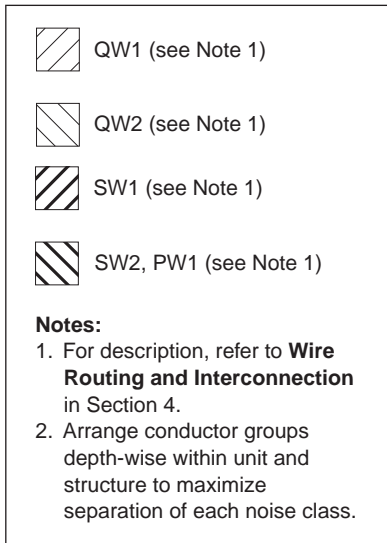 QW1 (see Note 1)
QW2 (see Note 1)
SW1 (see Note 1)
SW2, PW1 (see Note 1)
Notes:
1. For description, refer to Wire
Routing and Interconnection
in Section 4.
2. Arrange conductor groups
depth-wise within unit and
structure to maximize
separation of each noise class.